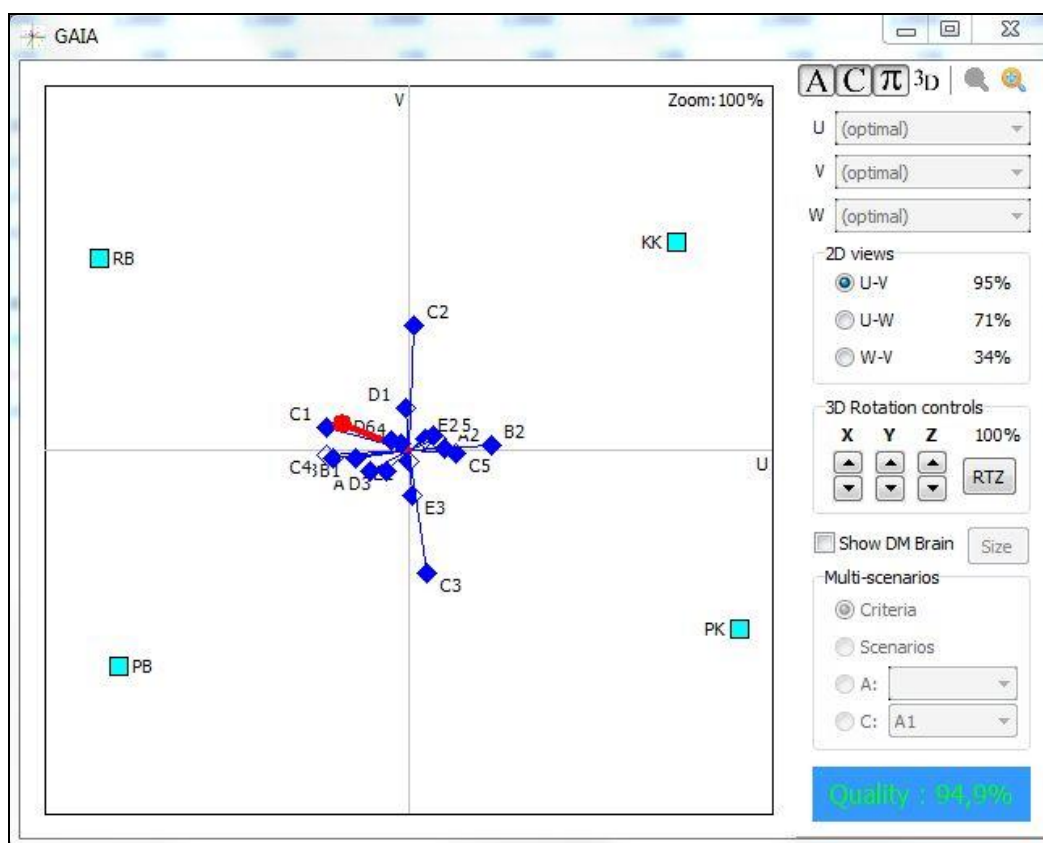 GAIA
A C π 3D
V
Zoom:100%
U (optimal)
V (optimal)
W (optimal)
2D views
U-V 95%
U-W 71%
W-V 34%
3D Rotation controls
X Y Z 100%
RTZ
Show DM Brain Size
Multi-scenarios
Criteria
Scenarios
A:
C: A1
Quality : 94,9%
RB
KK
C2
D1
C1
E2
A2
B2
C4
B1
C5
U
D3
E3
C3
PK
PB